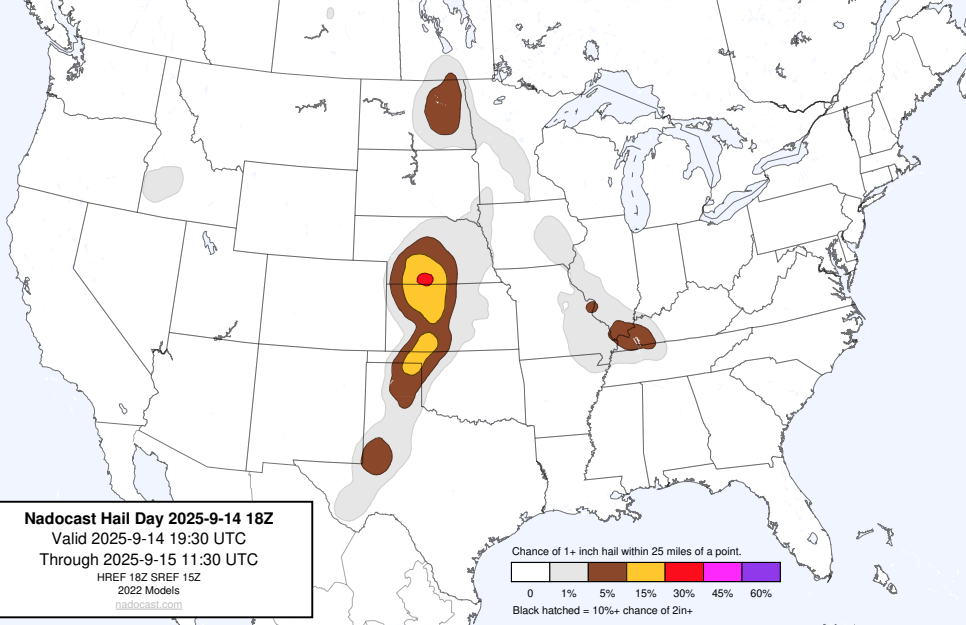 Nadocast Hail Day 2025-9-14 18Z
Valid 2025-9-14 19:30 UTC
Through 2025-9-15 11:30 UTC
HREF 18Z SREF 15Z
2022 Models
nadocast.com
Chance of 1+ inch hail within 25 miles of a point.
0 1% 5% 15% 30% 45% 60%
Black hatched = 10%+ chance of 2in+